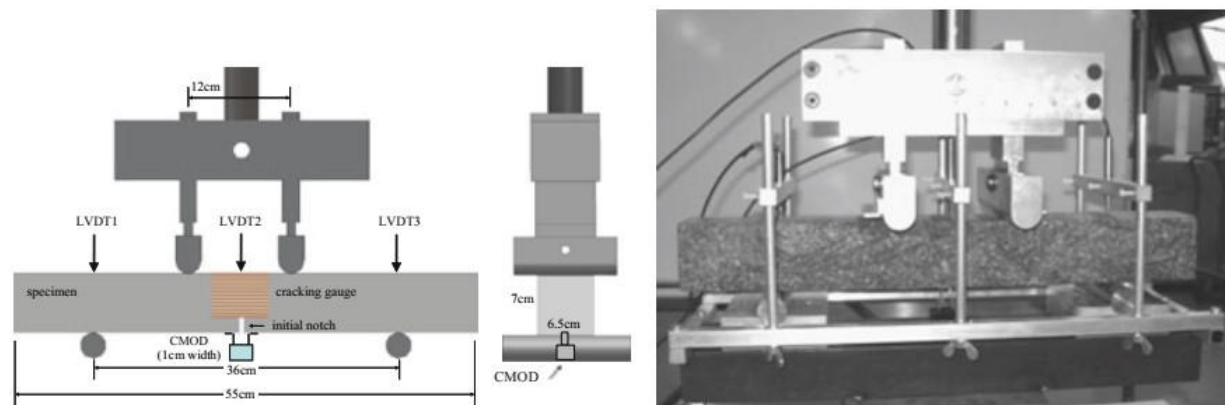 12cm
LVDT1
LVDT2
LVDT3
specimen
cracking gauge
initial notch
CMOD
(1cm width)
36cm
55cm
7cm
6.5cm
CMOD